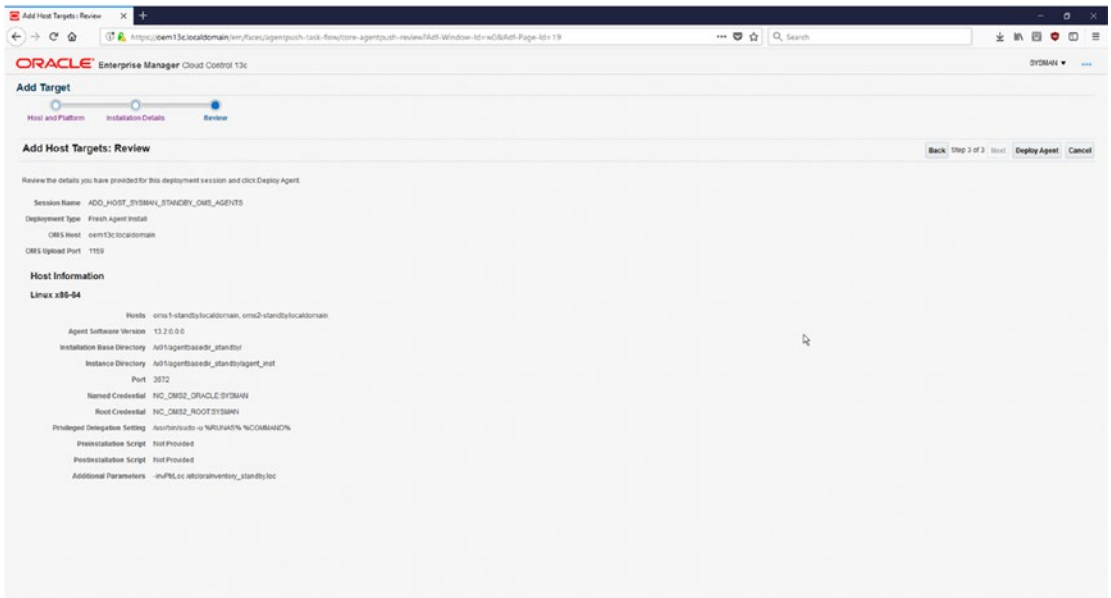 Add Host Targets: Review
https://oem13c.localdomain/em/faces/agentpush-task-flow/core-agentpush-review?Adf-Window-Id=w0&Adf-Page-Id=19
Search
ORACLE Enterprise Manager Cloud Control 13c
SYSMAN
Add Target
Host and Platform Installation Details Review
Add Host Targets: Review
Back Step 3 of 3 Next Deploy Agent Cancel
Review the details you have provided for this deployment session and click Deploy Agent.
Session Name ADD_HOST_SYSMAN_STANDBY_OMS_AGENTS
Deployment Type Fresh Agent Install
OMS Host oem13c.localdomain
OMS Upload Port 1159
Host Information
Linux x86-64
Hosts oms1-standby.localdomain, oms2-standby.localdomain
Agent Software Version 13.2.0.0.0
Installation Base Directory /u01/agentbasedir_standby/
Instance Directory /u01/agentbasedir_standby/agent_inst
Port 3872
Named Credential NC_OMS2_ORACLE:SYSMAN
Root Credential NC_OMS2_ROOT:SYSMAN
Privileged Delegation Setting /usr/bin/sudo -u %RUNAS% %COMMAND%
Preinstallation Script Not Provided
Postinstallation Script Not Provided
Additional Parameters -invPtrLoc /etc/orainventory_standby.loc